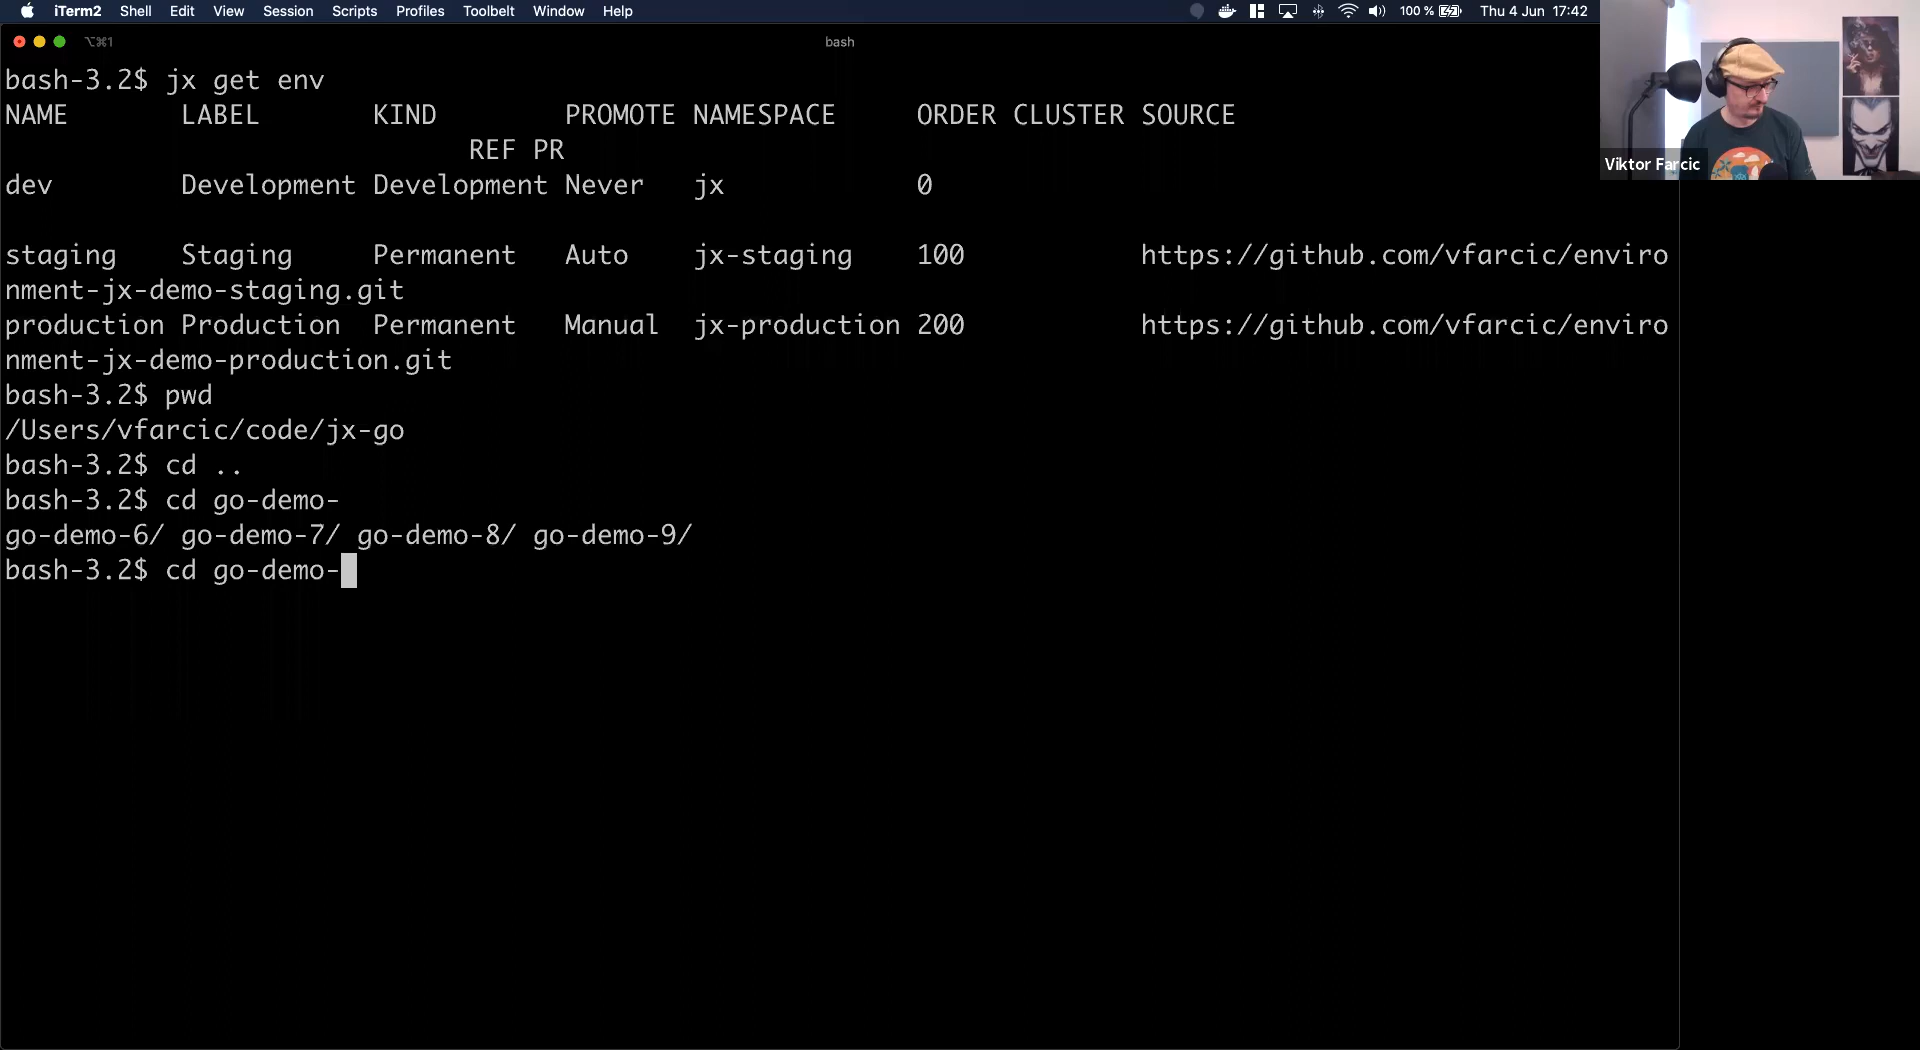 iTerm2 Shell Edit View Session Scripts Profiles Toolbelt Window Help 100 % Thu 4 Jun 17:42
⌥⌘1 bash
bash-3.2$ jx get env
NAME LABEL KIND PROMOTE NAMESPACE ORDER CLUSTER SOURCE
REF PR
dev Development Development Never jx 0
staging Staging Permanent Auto jx-staging 100 https://github.com/vfarcic/enviro
nment-jx-demo-staging.git
production Production Permanent Manual jx-production 200 https://github.com/vfarcic/enviro
nment-jx-demo-production.git
bash-3.2$ pwd
/Users/vfarcic/code/jx-go
bash-3.2$ cd ..
bash-3.2$ cd go-demo-
go-demo-6/ go-demo-7/ go-demo-8/ go-demo-9/
bash-3.2$ cd go-demo-
Viktor Farcic